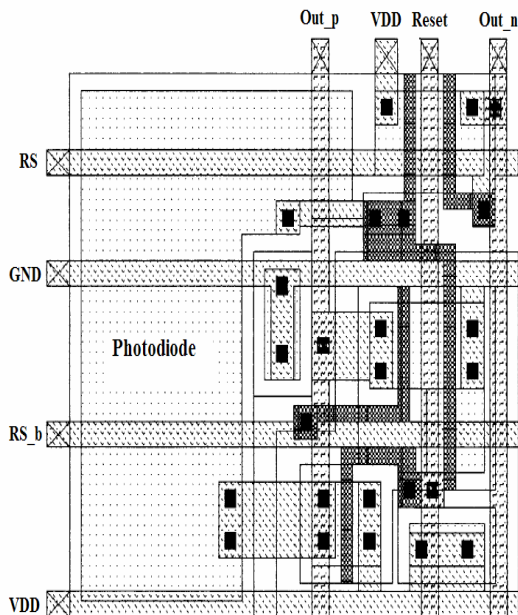 Out_p VDD Reset Out_n
RS
GND
Photodiode
RS_b
VDD